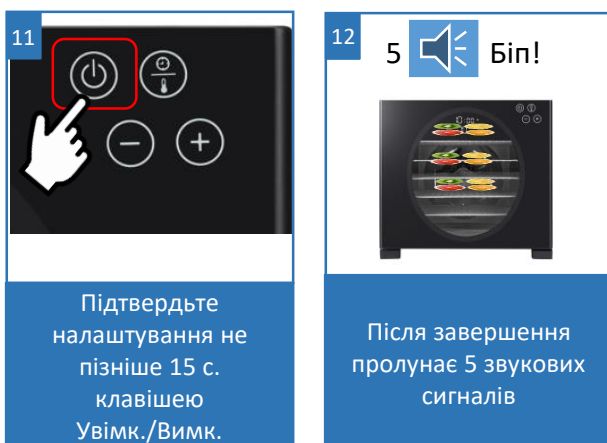 11
12
5 Біп!
Підтвердьте
налаштування не
пізніше 15 с.
клавішею
Увімк./Вимк.
Після завершення
пролунає 5 звукових
сигналів